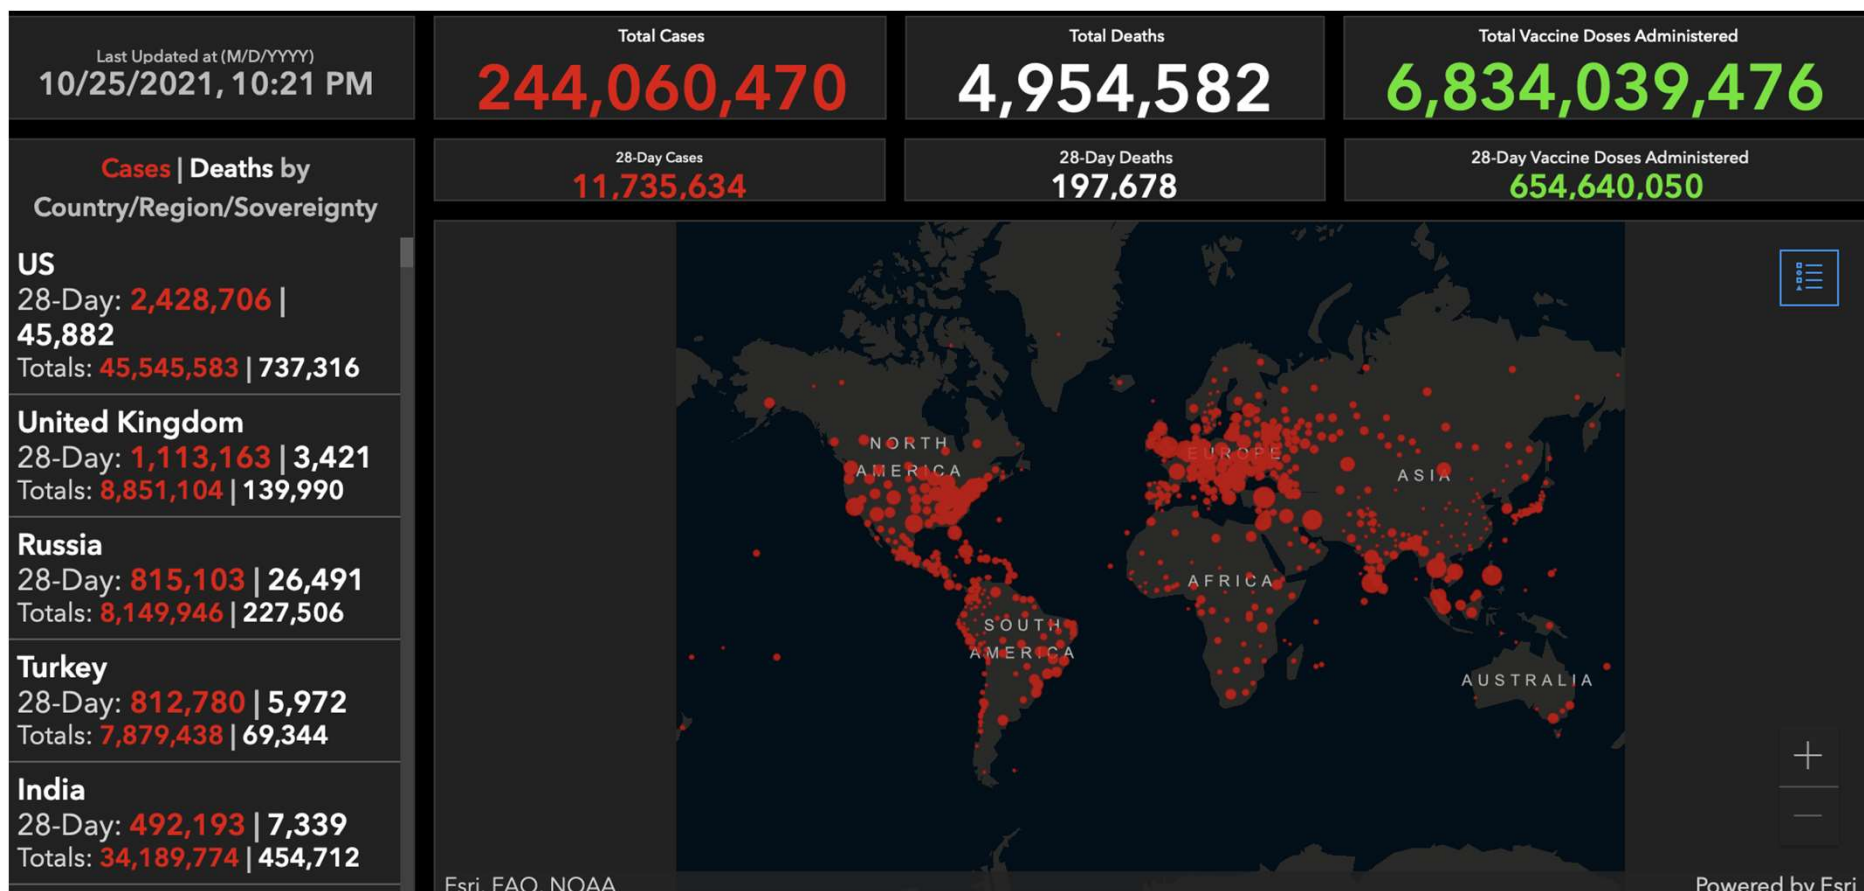 Last Updated at (M/D/YYYY)
10/25/2021, 10:21 PM
Total Cases
244,060,470
Total Deaths
4,954,582
Total Vaccine Doses Administered
6,834,039,476
28-Day Cases
11,735,634
28-Day Deaths
197,678
28-Day Vaccine Doses Administered
654,640,050
Cases | Deaths by
Country/Region/Sovereignty
US
28-Day: 2,428,706 |
45,882
Totals: 45,545,583 | 737,316
United Kingdom
28-Day: 1,113,163 | 3,421
Totals: 8,851,104 | 139,990
Russia
28-Day: 815,103 | 26,491
Totals: 8,149,946 | 227,506
Turkey
28-Day: 812,780 | 5,972
Totals: 7,879,438 | 69,344
India
28-Day: 492,193 | 7,339
Totals: 34,189,774 | 454,712
NORTH
AMERICA
EUROPE
ASIA
AFRICA
SOUTH
AMERICA
AUSTRALIA
Esri, FAO, NOAA
Powered by Esri